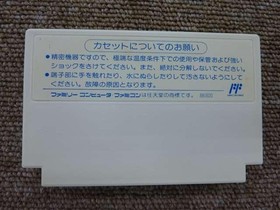 カセットについてのお願い
●精密機器ですので、極端な温度条件下での使用や保管および強い
ショックをさけてください。また、絶対に分解しないでください。
●端子部に手を触れたり、水にぬらしたりして汚さないようにして
ください。故障の原因となります。
ファミリーコンピュータ・ファミコンは任天堂の商標です。